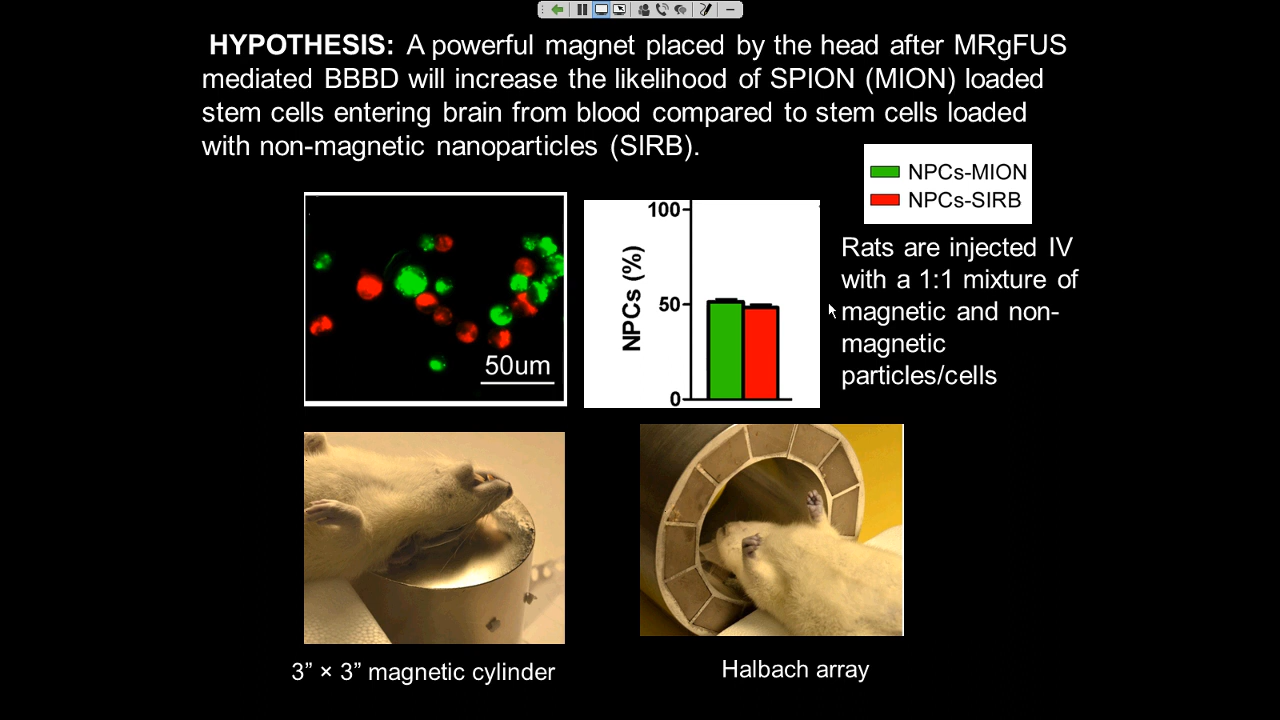 HYPOTHESIS: A powerful magnet placed by the head after MRgFUS
mediated BBBD will increase the likelihood of SPION (MION) loaded
stem cells entering brain from blood compared to stem cells loaded
with non-magnetic nanoparticles (SIRB).
NPCs-MION
NPCs-SIRB
50um
NPCs (%)
100
50
0
Rats are injected IV
with a 1:1 mixture of
magnetic and non-
magnetic
particles/cells
3” × 3” magnetic cylinder
Halbach array